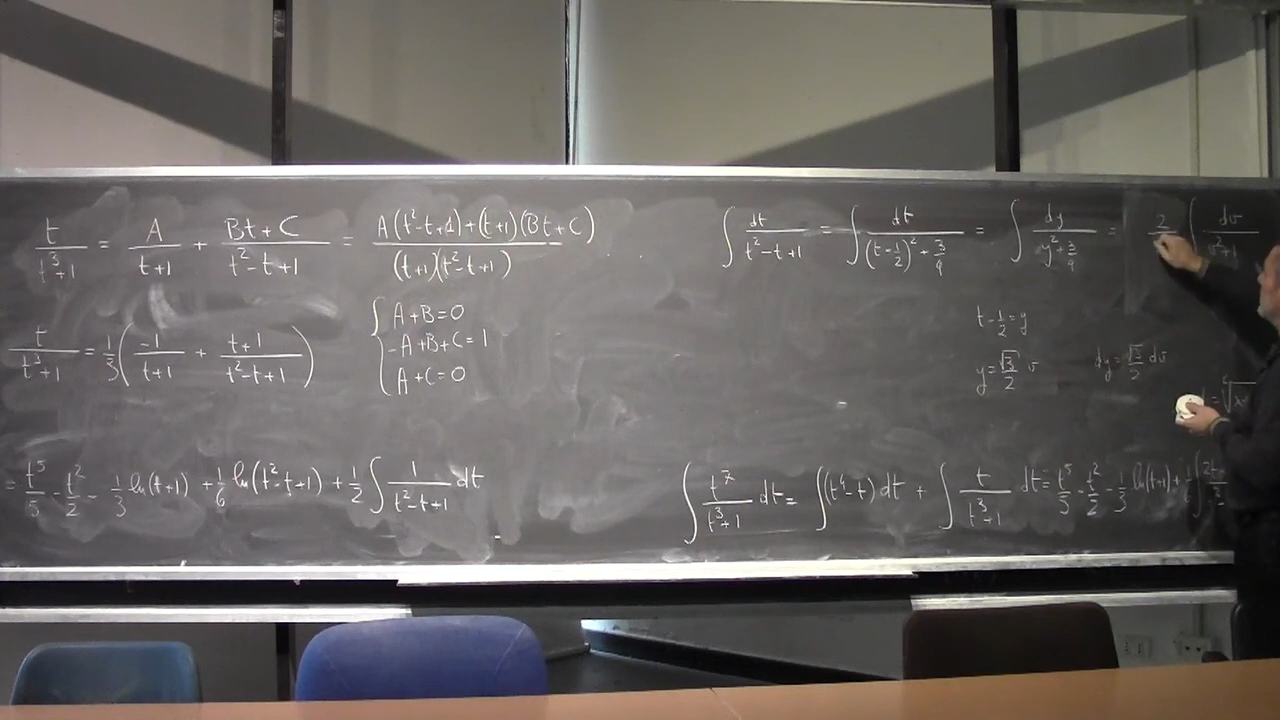 t/(t³+1) = A/(t+1) + (Bt+C)/(t²-t+1) = (A(t²-t+1)+(t+1)(Bt+C))/((t+1)(t²-t+1))
t/(t³+1) = 1/3(-1/(t+1) + (t+1)/(t²-t+1))
{ A+B=0
-A+B+C=1
A+C=0
= t⁵/5 - t²/2 - 1/3 ln(t+1) + 1/6 ln(t²-t+1) + 1/2 ∫ 1/(t²-t+1) dt
∫ dt/(t²-t+1) = ∫ dt/((t-1/2)²+3/4) = ∫ dy/(y²+3/4) = 2/ ∫ dv/(v²+1)
t-1/2=y
y=√3/2 v dy=√3/2 dv
∫ t⁷/(t³+1) dt = ∫(t⁴-t) dt + ∫ t/(t³+1) dt = t⁵/5 - t²/2 - 1/3 ln(t+1) +